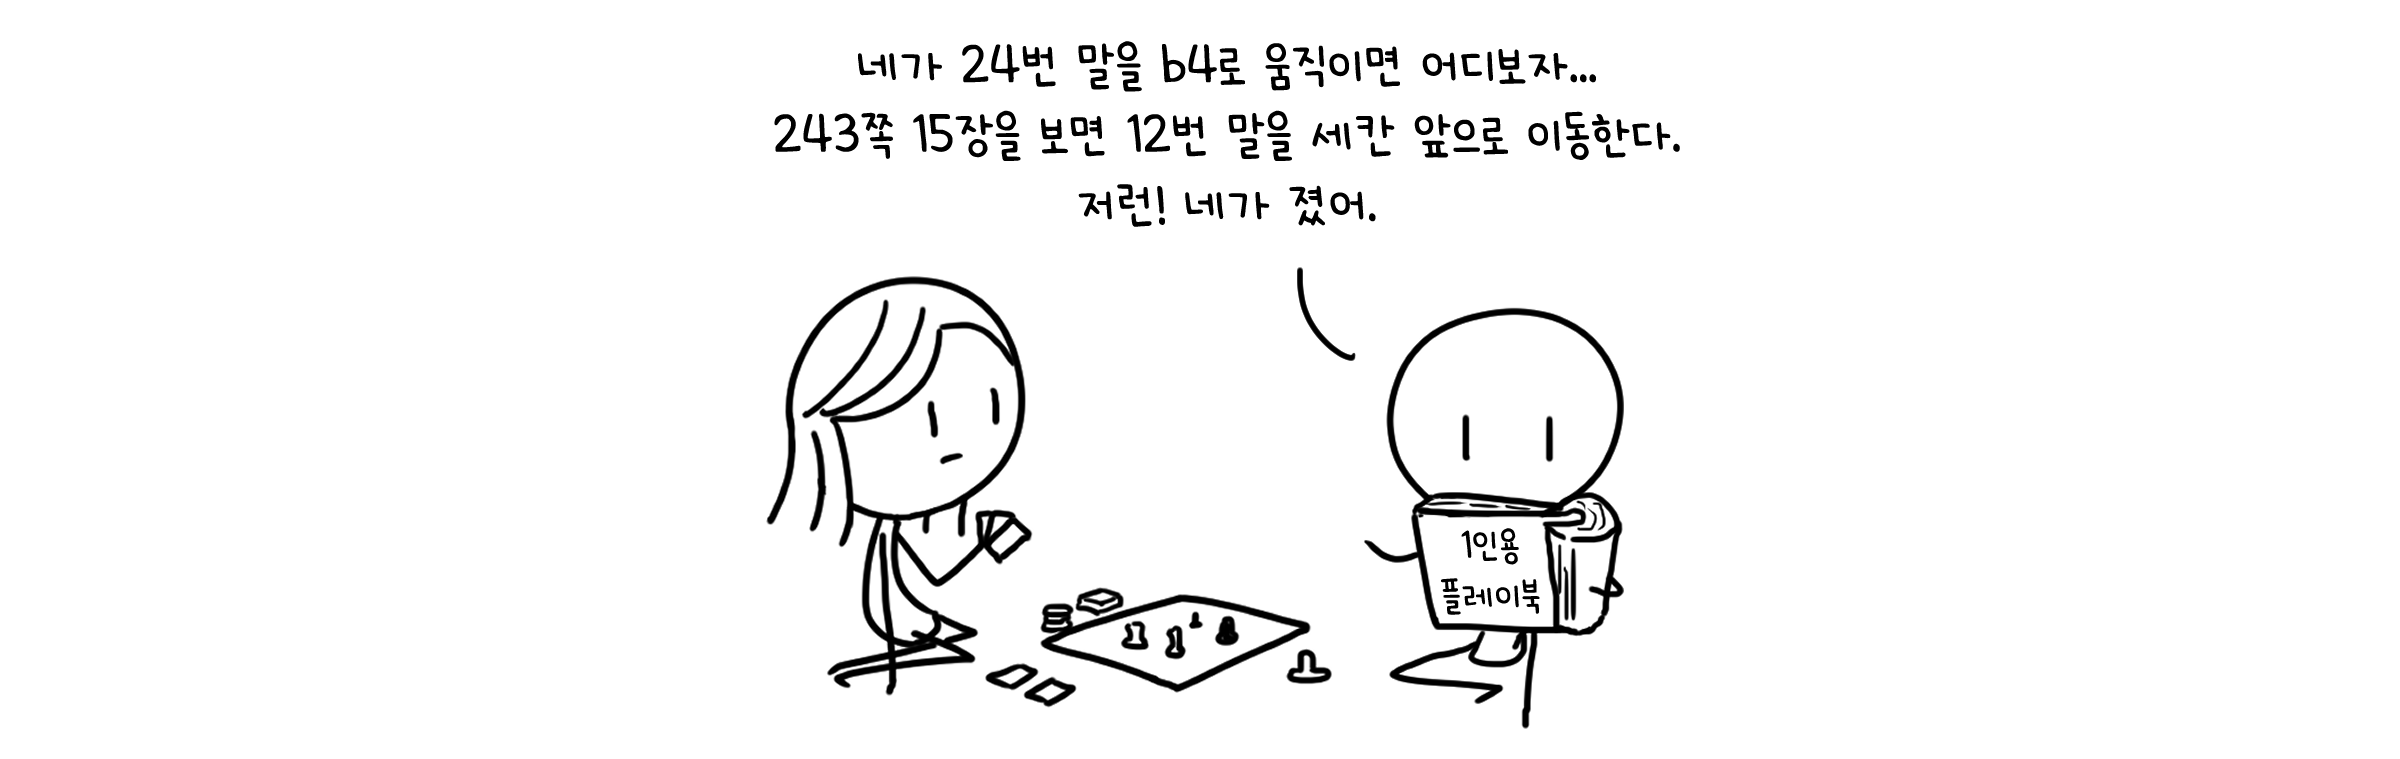 네가 24번 말을 b4로 움직이면 어디보자...
243쪽 15장을 보면 12번 말을 세칸 앞으로 이동한다.
저런! 네가 졌어.
1인용
플레이북